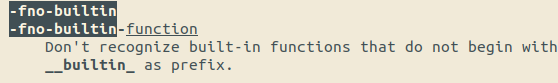 -fno-builtin
-fno-builtin-function
Don't recognize built-in functions that do not begin with
__builtin_ as prefix.